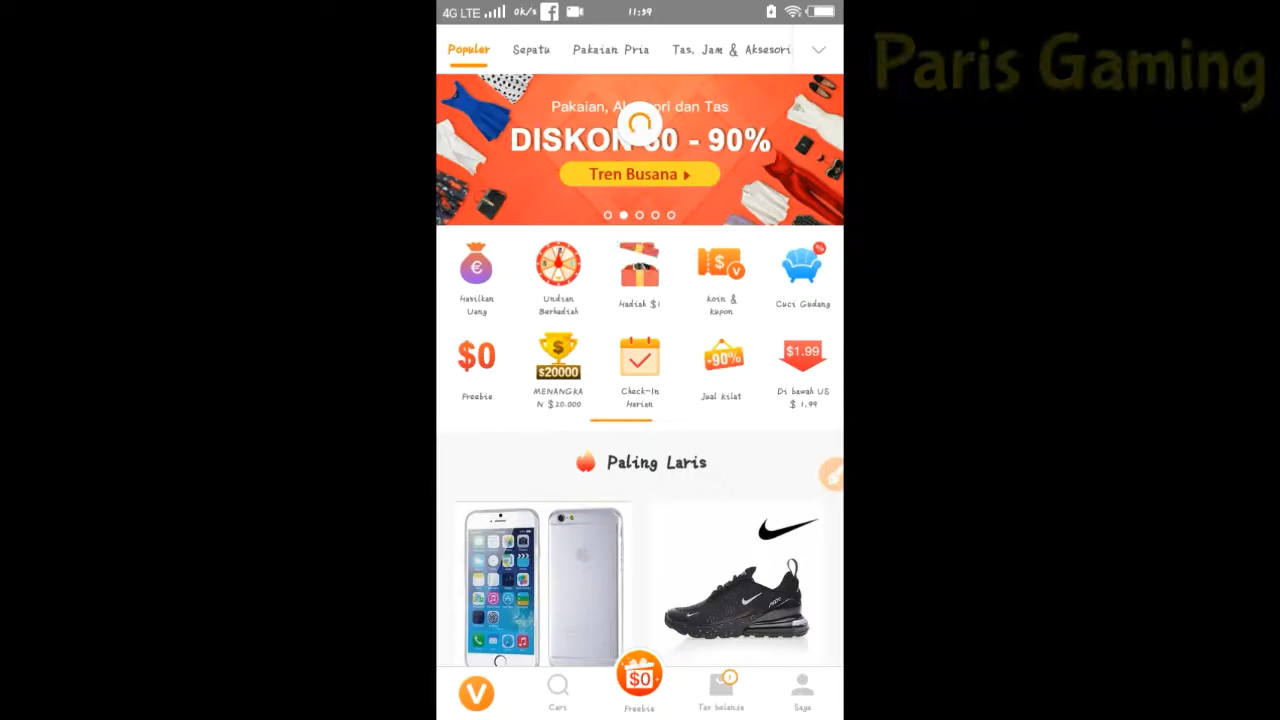 4G LTE 0K/s 11:39
Paris Gaming
Populer Sepatu Pakaian Pria Tas, Jam & Aksesori
Pakaian, dan Tas
DISKON - 90%
Tren Busana
Hasilkan Uang
Undian Berhadiah
Hadiah $1
Koin & Kupon
Cuci Gudang
$0
$20000
-90%
$1.99
Freebie
MENANGKA
N $20.000
Check-In
Harian
Jual Kilat
Di bawah US
$ 1.99
Paling Laris
V
Cari
$0
Freebie
1
Tas belanja
Saya